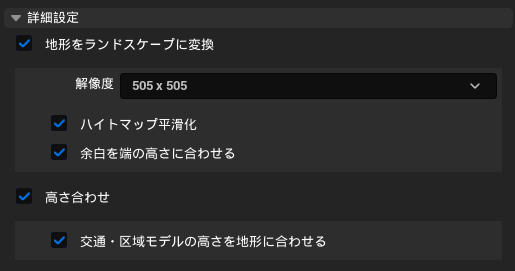 詳細設定
地形をランドスケープに変換
解像度 505 x 505
ハイトマップ平滑化
余白を端の高さに合わせる
高さ合わせ
交通・区域モデルの高さを地形に合わせる